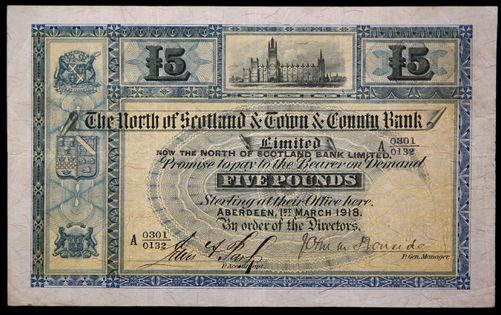 £5
£5
The North of Scotland & Town & County Bank
Limited
A 0301
0132
NOW THE NORTH OF SCOTLAND BANK LIMITED.
Promise to pay to the Bearer on Demand
FIVE POUNDS
Sterling at their Office here.
ABERDEEN, 1ST MARCH 1918.
By order of the Directors.
A 0301
0132
P. Accountant.
P. Gen. Manager.